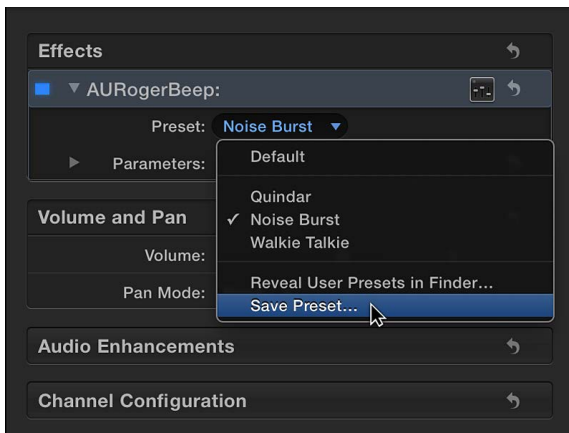 Effects
AURogerBeep:
Preset: Noise Burst
Default
Parameters:
Quindar
Volume and Pan
✓ Noise Burst
Walkie Talkie
Volume:
Reveal User Presets in Finder...
Pan Mode:
Save Preset...
Audio Enhancements
Channel Configuration